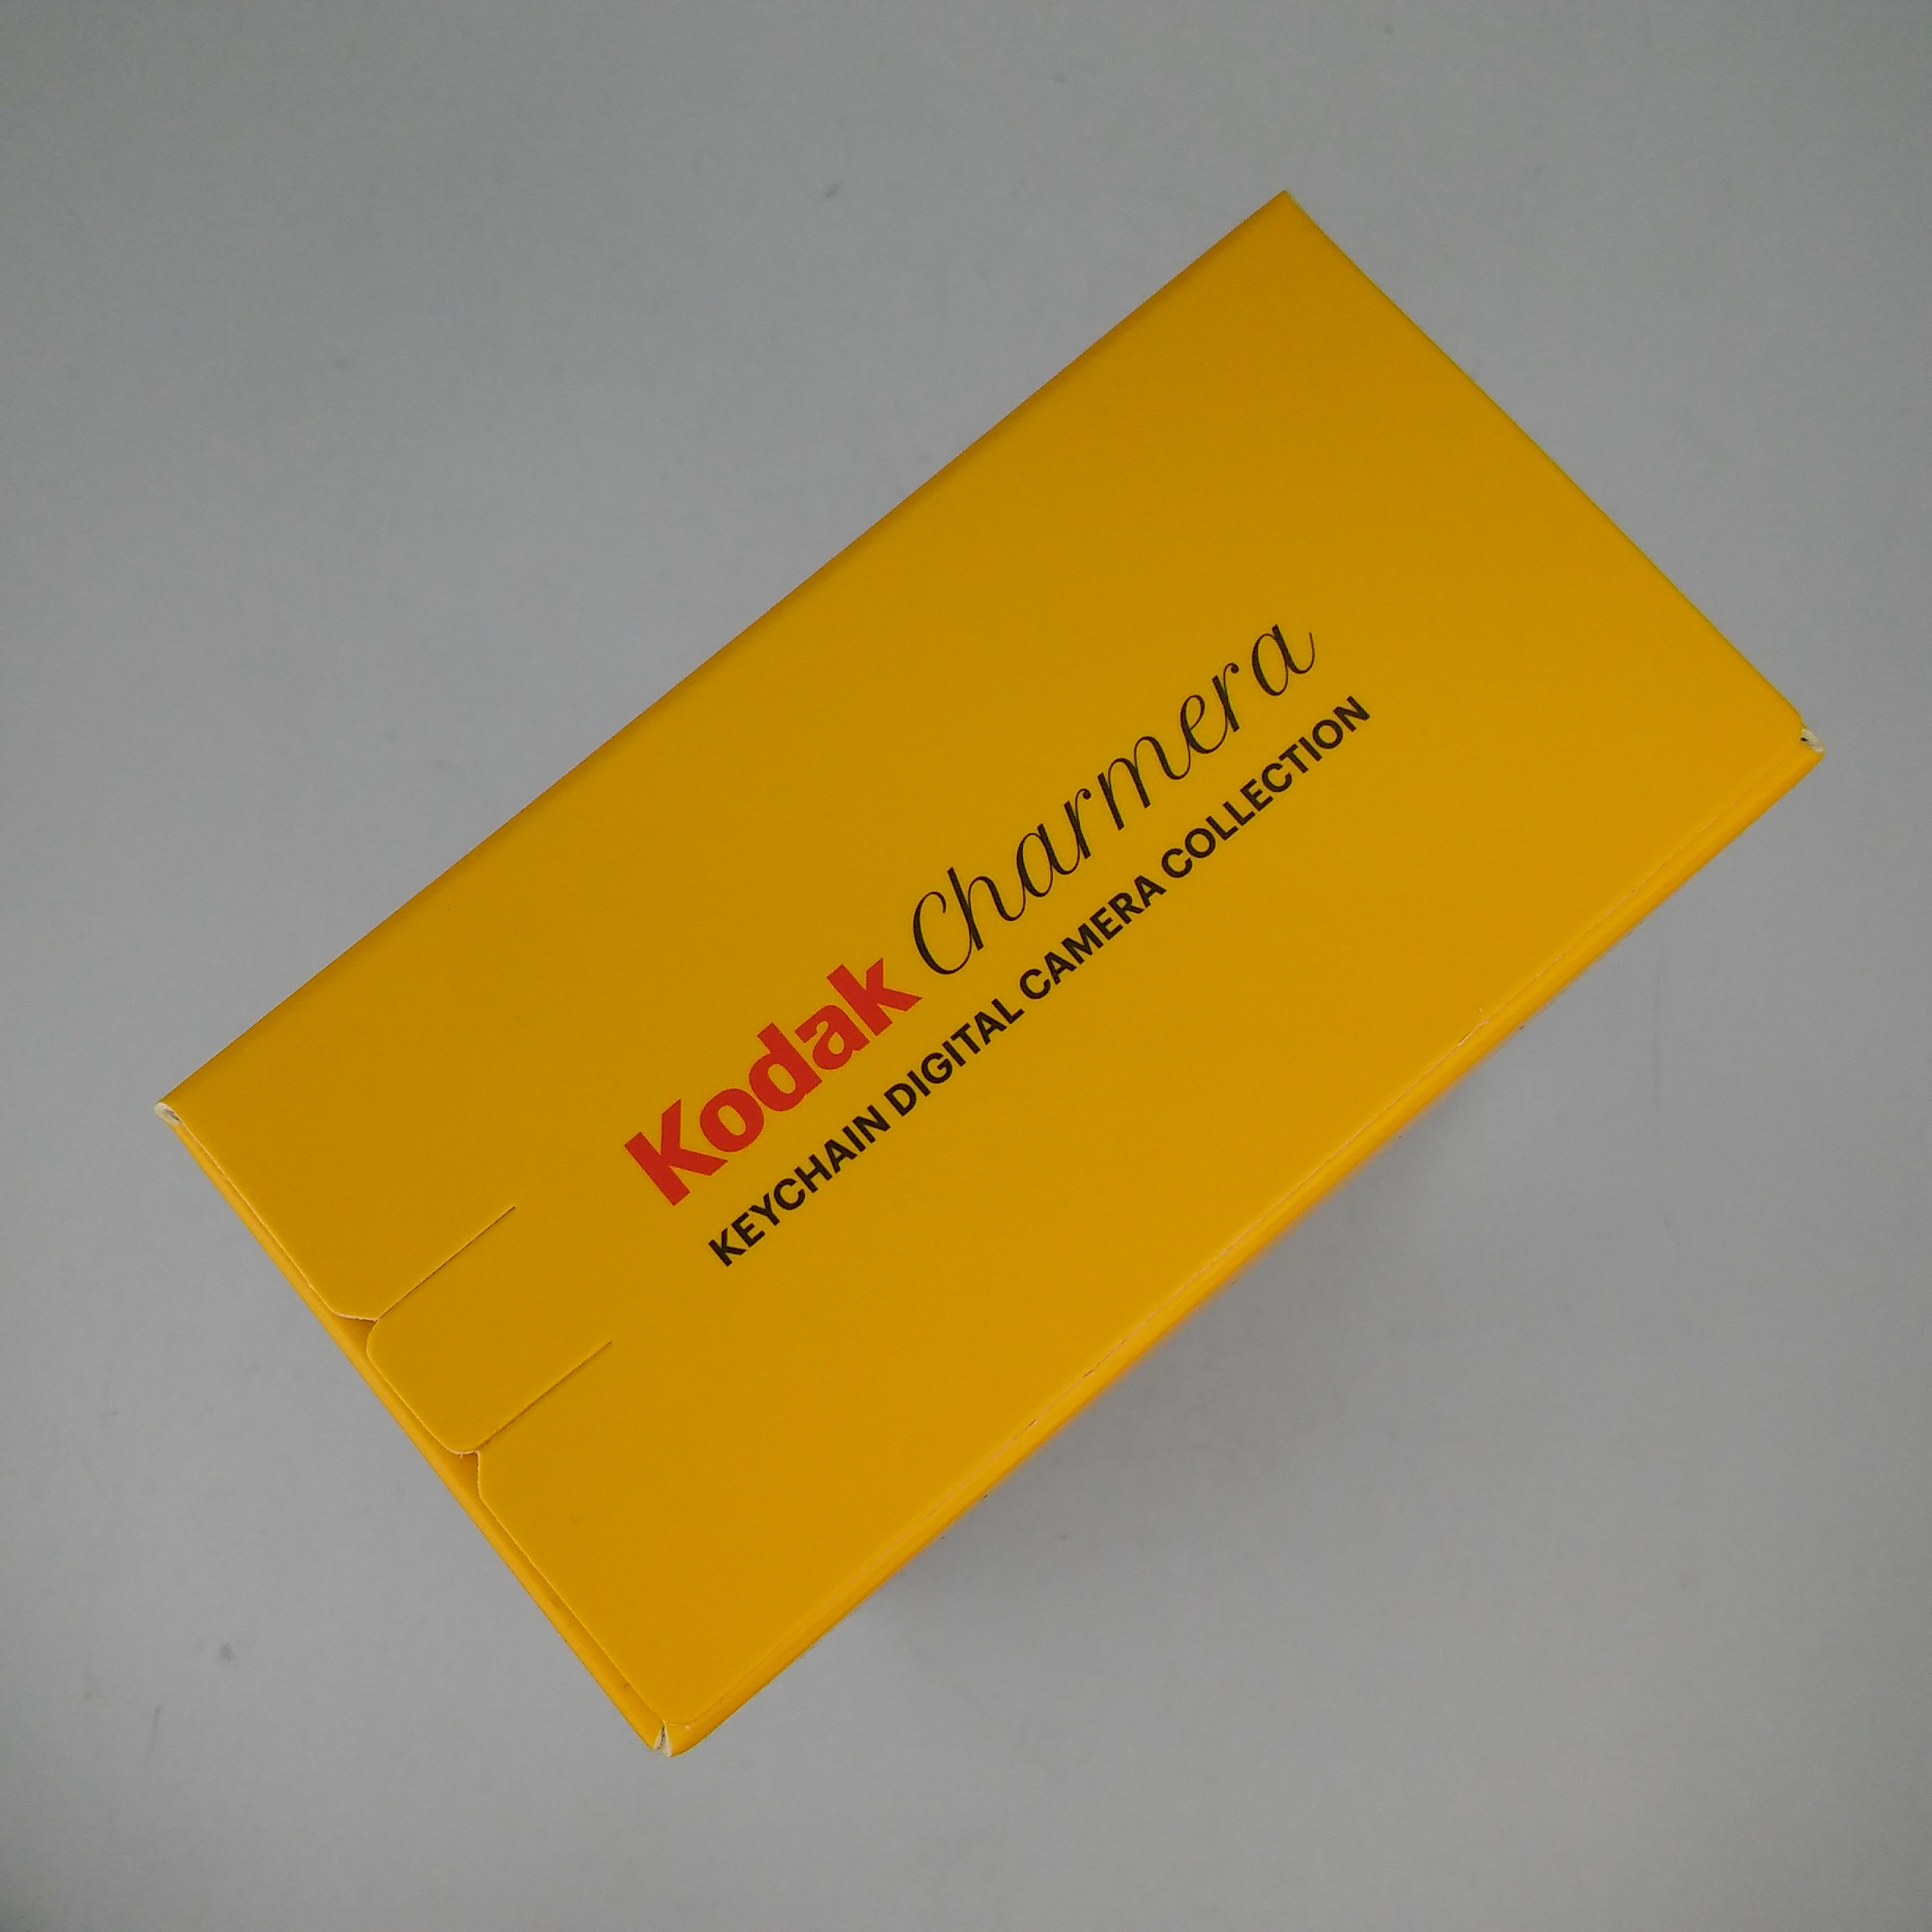 Kodak Charmera
KEYCHAIN DIGITAL CAMERA COLLECTION